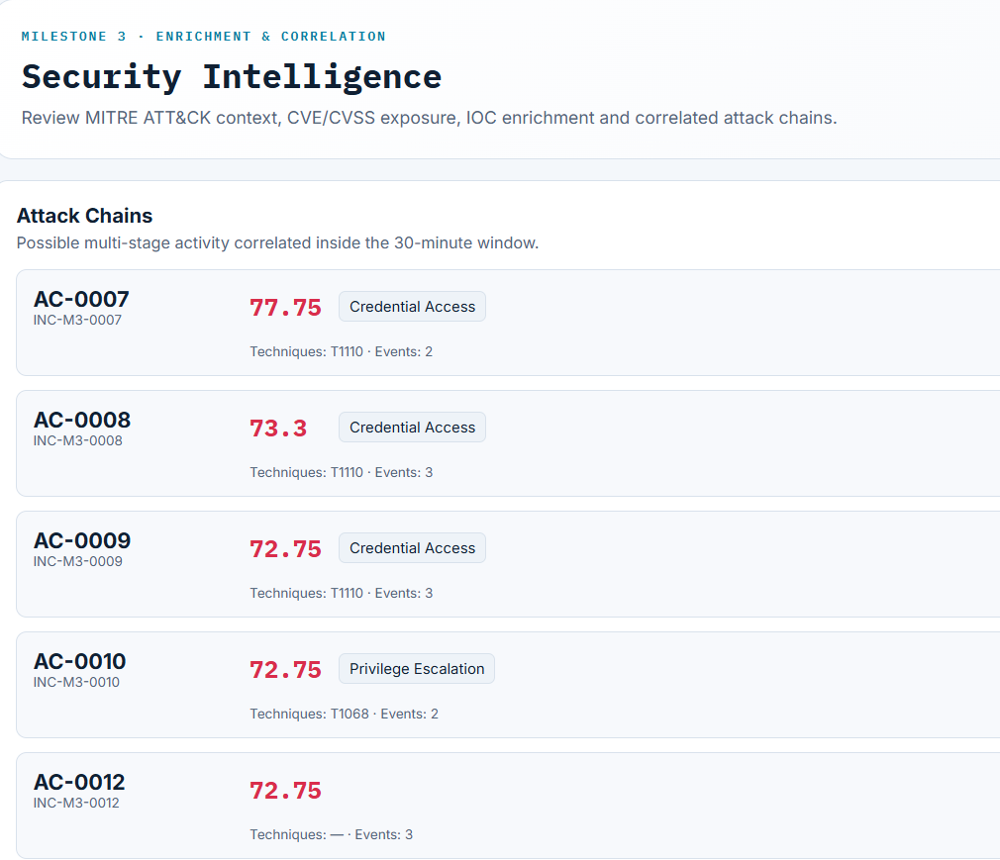 MILESTONE 3 · ENRICHMENT & CORRELATION
Security Intelligence
Review MITRE ATT&CK context, CVE/CVSS exposure, IOC enrichment and correlated attack chains.
Attack Chains
Possible multi-stage activity correlated inside the 30-minute window.
AC-0007
INC-M3-0007
77.75 Credential Access
Techniques: T1110 · Events: 2
AC-0008
INC-M3-0008
73.3 Credential Access
Techniques: T1110 · Events: 3
AC-0009
INC-M3-0009
72.75 Credential Access
Techniques: T1110 · Events: 3
AC-0010
INC-M3-0010
72.75 Privilege Escalation
Techniques: T1068 · Events: 2
AC-0012
INC-M3-0012
72.75
Techniques: — · Events: 3